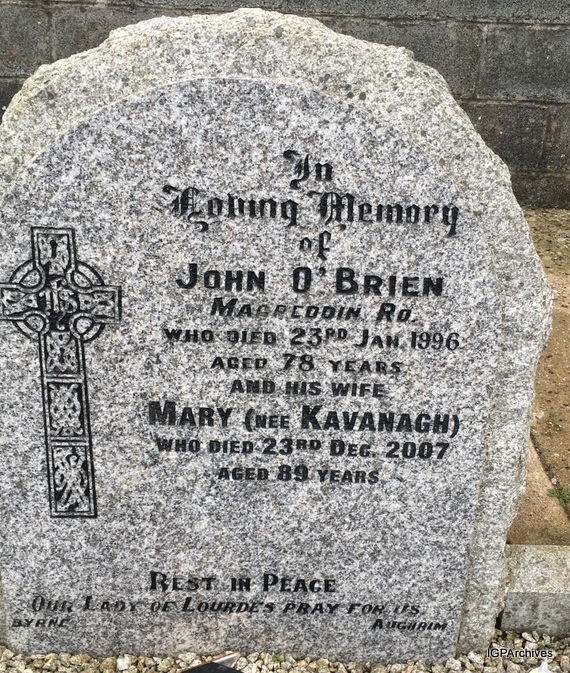 In
Loving Memory
of
JOHN O'BRIEN
MACREDDIN RD.
WHO DIED 23RD JAN. 1996
AGED 78 YEARS
AND HIS WIFE
MARY (NEE KAVANAGH)
WHO DIED 23RD DEC. 2007
AGED 89 YEARS
REST IN PEACE
OUR LADY OF LOURDES PRAY FOR US.
BYRNE AUGHRIM
IHS
IGPArchives